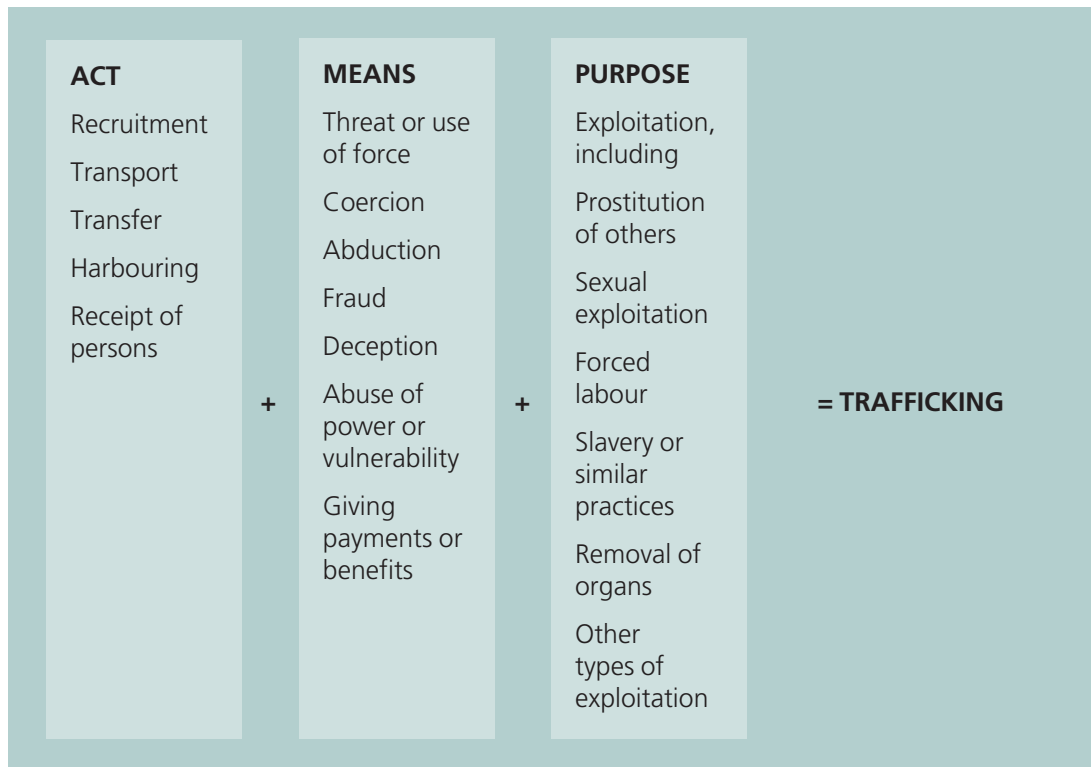 ACT
Recruitment
Transport
Transfer
Harbouring
Receipt of
persons
+
MEANS
Threat or use
of force
Coercion
Abduction
Fraud
Deception
Abuse of
power or
vulnerability
Giving
payments or
benefits
+
PURPOSE
Exploitation,
including
Prostitution
of others
Sexual
exploitation
Forced
labour
Slavery or
similar
practices
Removal of
organs
Other
types of
exploitation
= TRAFFICKING